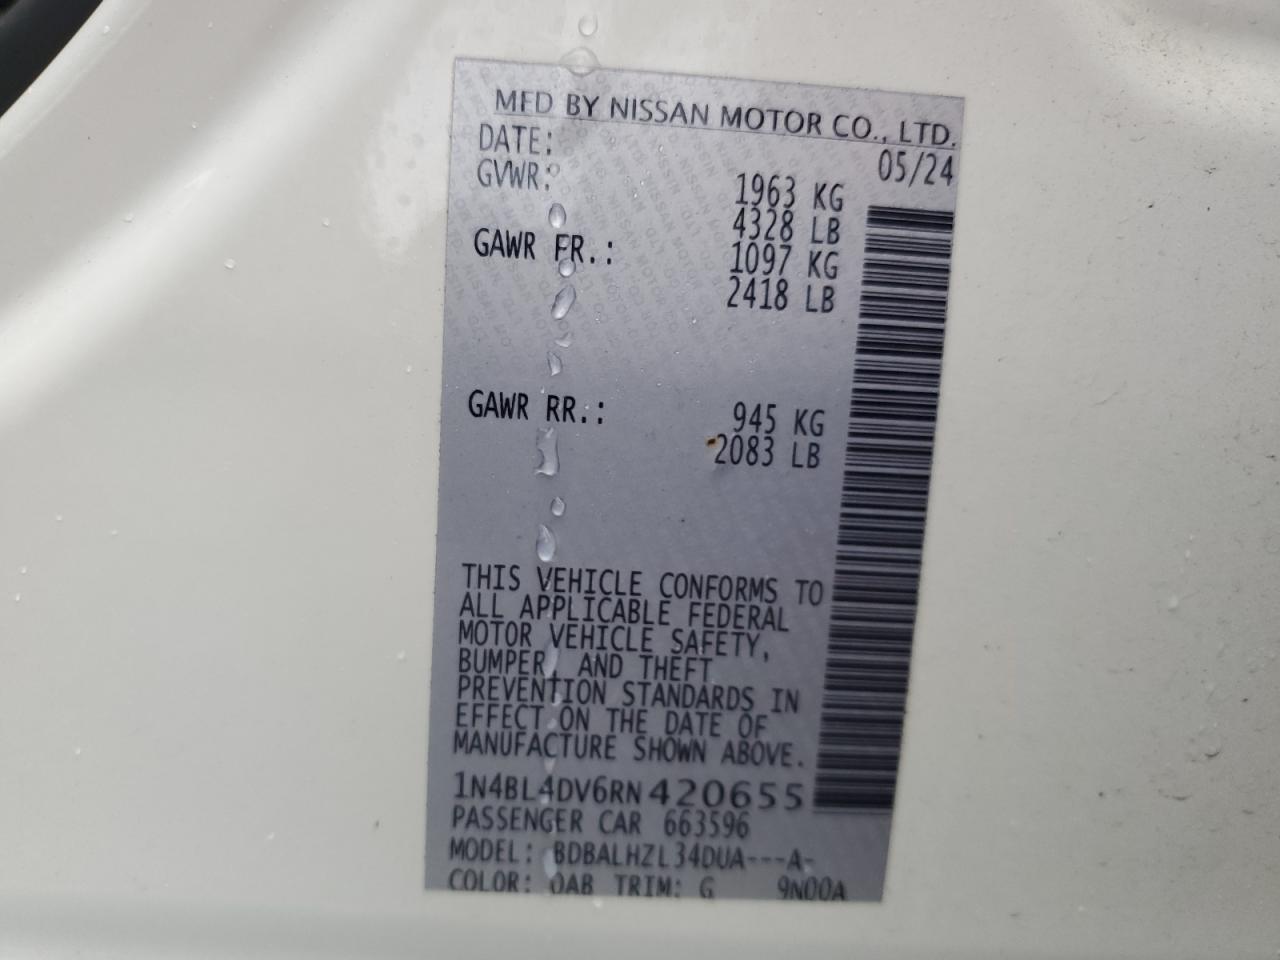 MFD BY NISSAN MOTOR CO., LTD.
DATE: 05/24
GVWR: 1963 KG
4328 LB
GAWR FR.: 1097 KG
2418 LB
GAWR RR.: 945 KG
2083 LB
THIS VEHICLE CONFORMS TO
ALL APPLICABLE FEDERAL
MOTOR VEHICLE SAFETY,
BUMPER, AND THEFT
PREVENTION STANDARDS IN
EFFECT ON THE DATE OF
MANUFACTURE SHOWN ABOVE.
1N4BL4DV6RN420655
PASSENGER CAR 663596
MODEL: BDBALHZL34DUA---A-
COLOR: QAB TRIM: G 9N00A